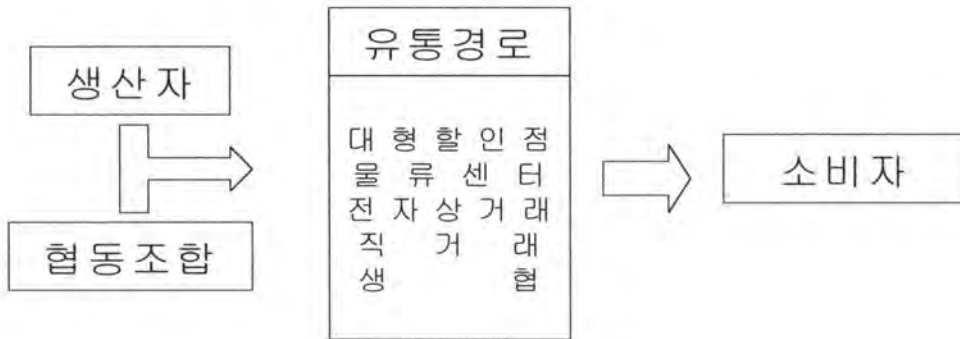 생산자
협동조합
유통경로
대형할인점
물류센터
전자상거래
직거래
생협
소비자